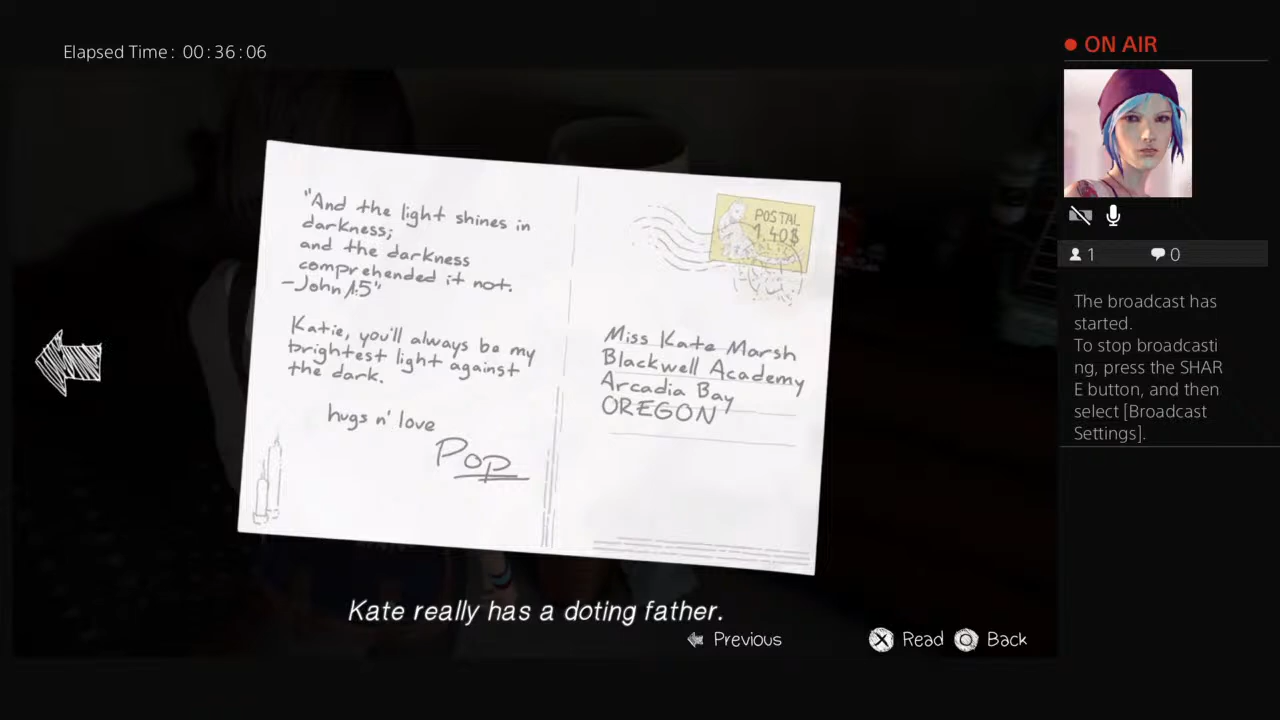 Elapsed Time: 00:36:06
"And the light shines in
darkness;
and the darkness
comprehended it not.
-John 1:5"
Katie, you'll always be my
brightest light against
the dark.
hugs n' love
Pop
POSTAL
1,40$
Miss Kate Marsh
Blackwell Academy
Arcadia Bay
OREGON
Kate really has a doting father.
Previous
Read
Back
ON AIR
1
0
The broadcast has
started.
To stop broadcasti
ng, press the SHAR
E button, and then
select [Broadcast
Settings].